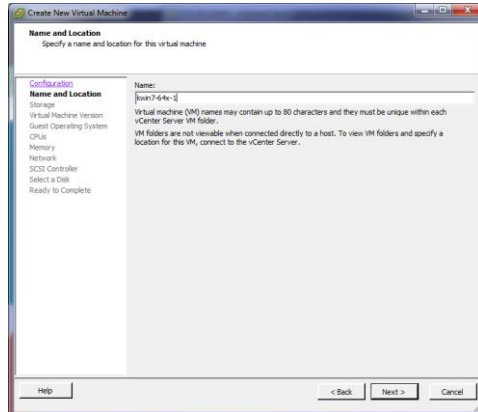 Create New Virtual Machine
Name and Location
Specify a name and location for this virtual machine
Configuration
Name and Location
Storage
Virtual Machine Version
Guest Operating System
CPUs
Memory
Network
SCSI Controller
Select a Disk
Ready to Complete
Name:
kwin7-64x-1
Virtual machine (VM) names may contain up to 80 characters and they must be unique within each
vCenter Server VM folder.
VM folders are not viewable when connected directly to a host. To view VM folders and specify a
location for this VM, connect to the vCenter Server.
Help
< Back
Next >
Cancel